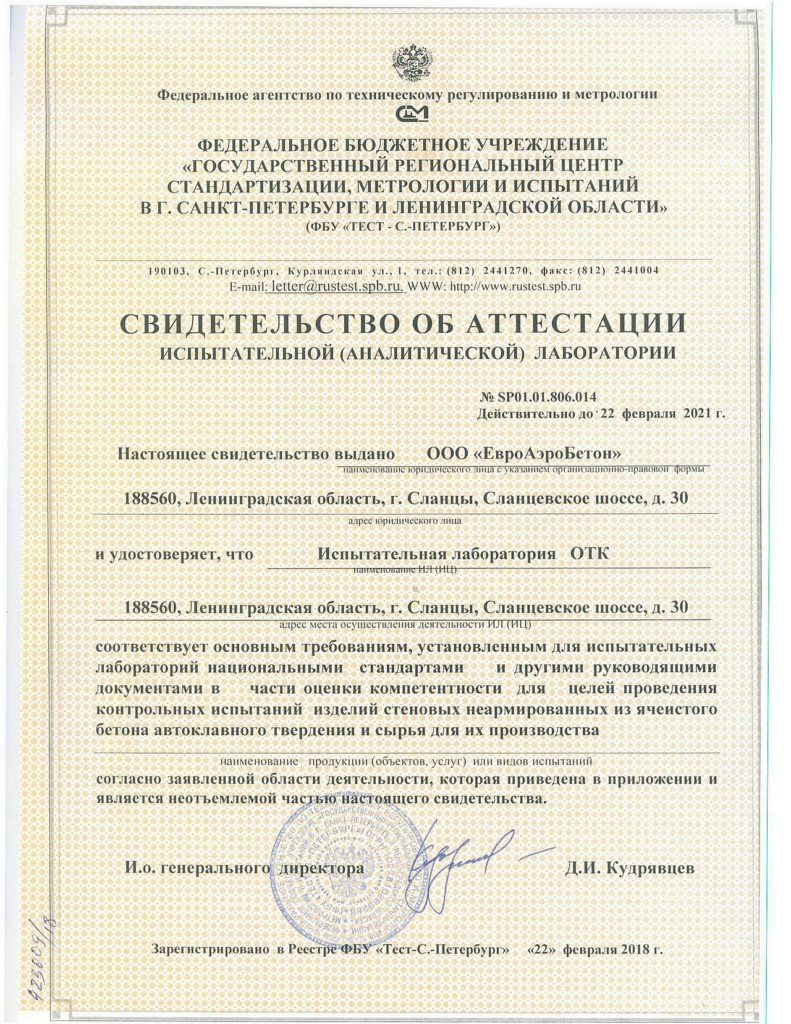 Федеральное агентство по техническому регулированию и метрологии
ФЕДЕРАЛЬНОЕ БЮДЖЕТНОЕ УЧРЕЖДЕНИЕ
«ГОСУДАРСТВЕННЫЙ РЕГИОНАЛЬНЫЙ ЦЕНТР
СТАНДАРТИЗАЦИИ, МЕТРОЛОГИИ И ИСПЫТАНИЙ
В Г. САНКТ-ПЕТЕРБУРГЕ И ЛЕНИНГРАДСКОЙ ОБЛАСТИ»
(ФБУ «ТЕСТ - С.-ПЕТЕРБУРГ»)
190103, С.-Петербург, Курляндская ул., 1, тел.: (812) 2441270, факс: (812) 2441004
E-mail: letter@rustest.spb.ru, WWW: http://www.rustest.spb.ru
СВИДЕТЕЛЬСТВО ОБ АТТЕСТАЦИИ
ИСПЫТАТЕЛЬНОЙ (АНАЛИТИЧЕСКОЙ) ЛАБОРАТОРИИ
№ SP01.01.806.014
Действительно до 22 февраля 2021 г.
Настоящее свидетельство выдано ООО «ЕвроАэроБетон»
наименование юридического лица с указанием организационно-правовой формы
188560, Ленинградская область, г. Сланцы, Сланцевское шоссе, д. 30
адрес юридического лица
и удостоверяет, что Испытательная лаборатория ОТК
наименование ИЛ (ИЦ)
188560, Ленинградская область, г. Сланцы, Сланцевское шоссе, д. 30
адрес места осуществления деятельности ИЛ (ИЦ)
соответствует основным требованиям, установленным для испытательных
лабораторий национальными стандартами и другими руководящими
документами в части оценки компетентности для целей проведения
контрольных испытаний изделий стеновых неармированных из ячеистого
бетона автоклавного твердения и сырья для их производства
наименование продукции (объектов, услуг) или видов испытаний
согласно заявленной области деятельности, которая приведена в приложении и
является неотъемлемой частью настоящего свидетельства.
И.о. генерального директора Д.И. Кудрявцев
Зарегистрировано в Реестре ФБУ «Тест-С.-Петербург» «22» февраля 2018 г.